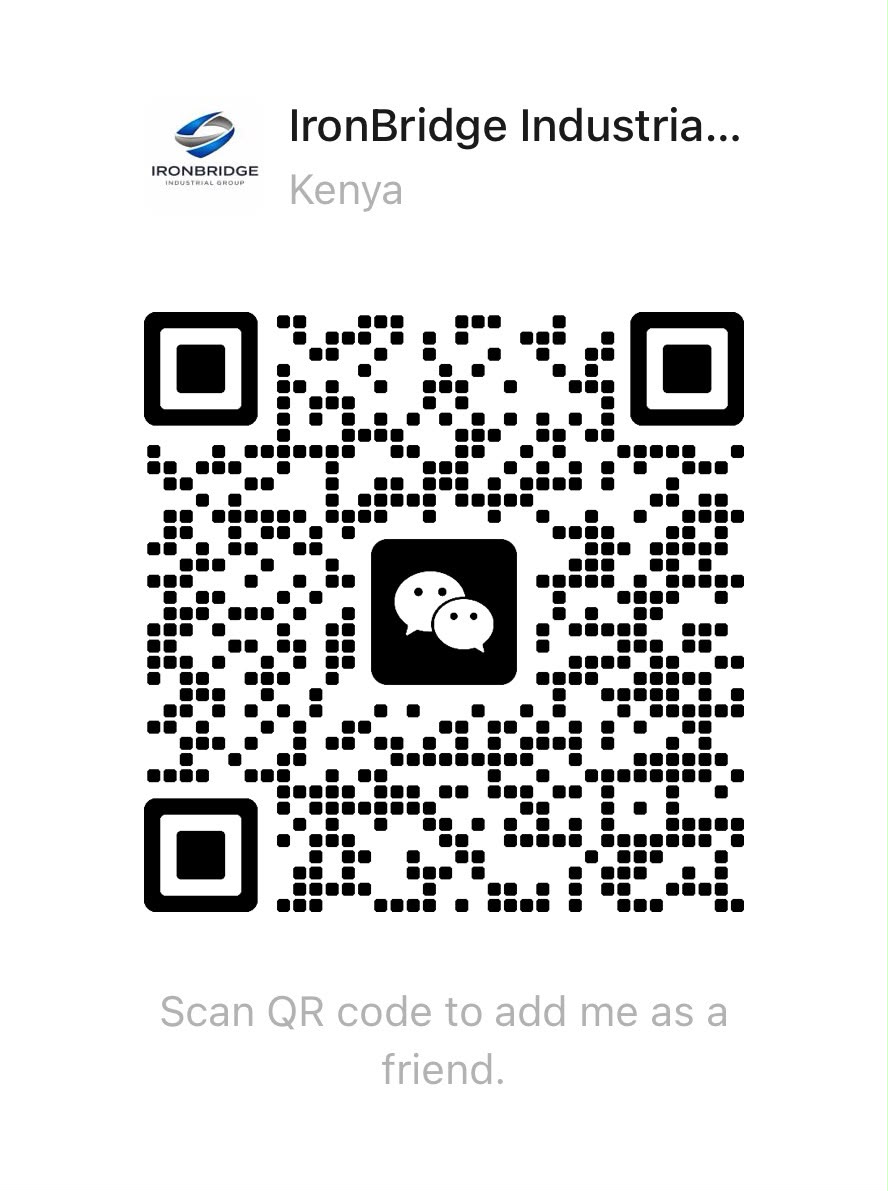 IronBridge Industria...
IRONBRIDGE
INDUSTRIAL GROUP
Kenya
Scan QR code to add me as a
friend.